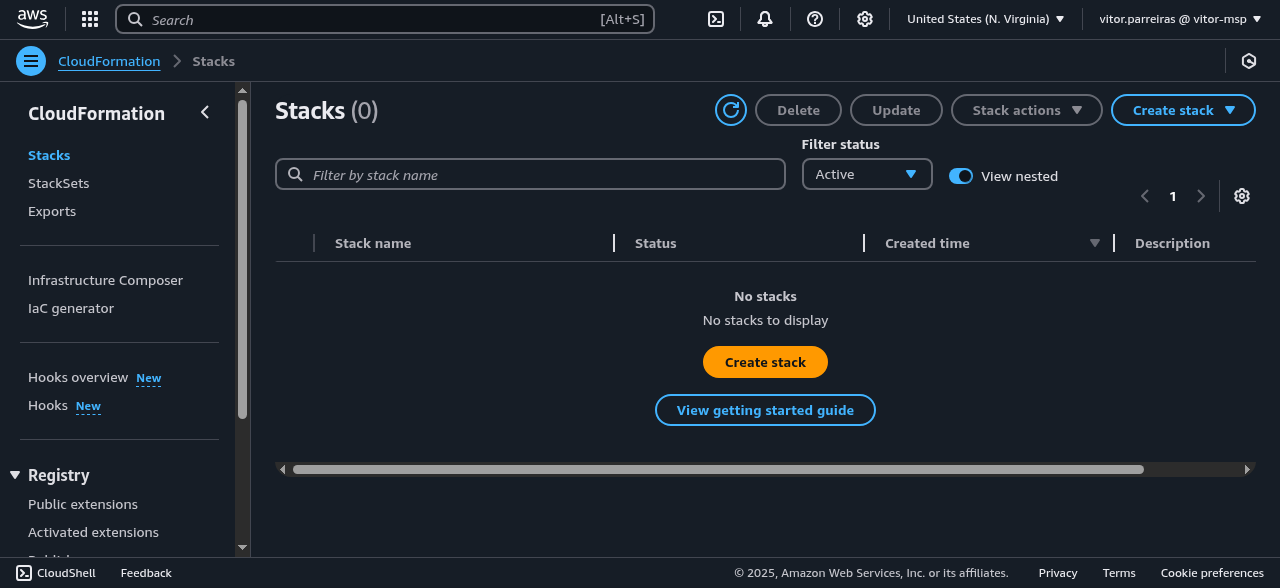 aws
Search [Alt+S]
United States (N. Virginia)
vitor.parreiras @ vitor-msp
CloudFormation
Stacks
CloudFormation
Stacks
StackSets
Exports
Infrastructure Composer
IaC generator
Hooks overview New
Hooks New
Registry
Public extensions
Activated extensions
Stacks (0)
Delete
Update
Stack actions
Create stack
Filter by stack name
Filter status
Active
View nested
1
Stack name
Status
Created time
Description
No stacks
No stacks to display
Create stack
View getting started guide
CloudShell
Feedback
© 2025, Amazon Web Services, Inc. or its affiliates.
Privacy
Terms
Cookie preferences